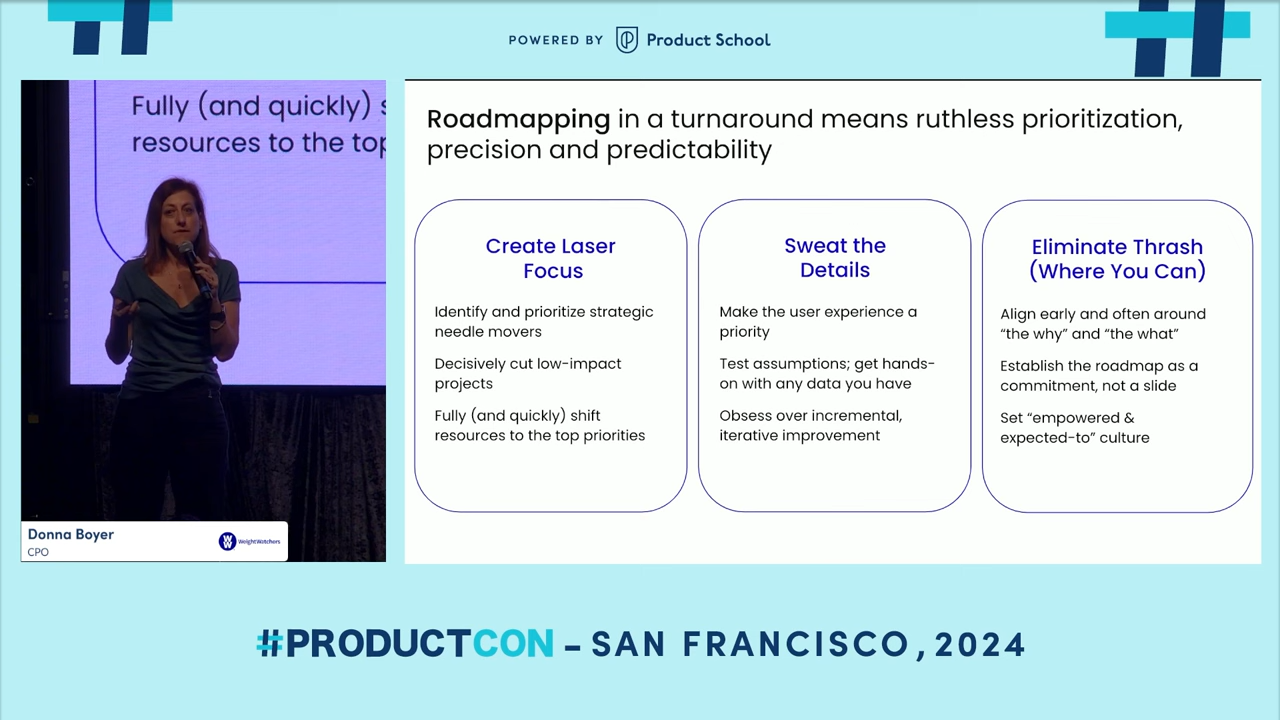 POWERED BY Product School
Fully (and quickly) s
resources to the top
Donna Boyer
CPO
WW WeightWatchers
Roadmapping in a turnaround means ruthless prioritization,
precision and predictability
Create Laser
Focus
Identify and prioritize strategic
needle movers
Decisively cut low-impact
projects
Fully (and quickly) shift
resources to the top priorities
Sweat the
Details
Make the user experience a
priority
Test assumptions; get hands-
on with any data you have
Obsess over incremental,
iterative improvement
Eliminate Thrash
(Where You Can)
Align early and often around
“the why” and “the what”
Establish the roadmap as a
commitment, not a slide
Set “empowered &
expected-to” culture
#PRODUCTCON – SAN FRANCISCO, 2024